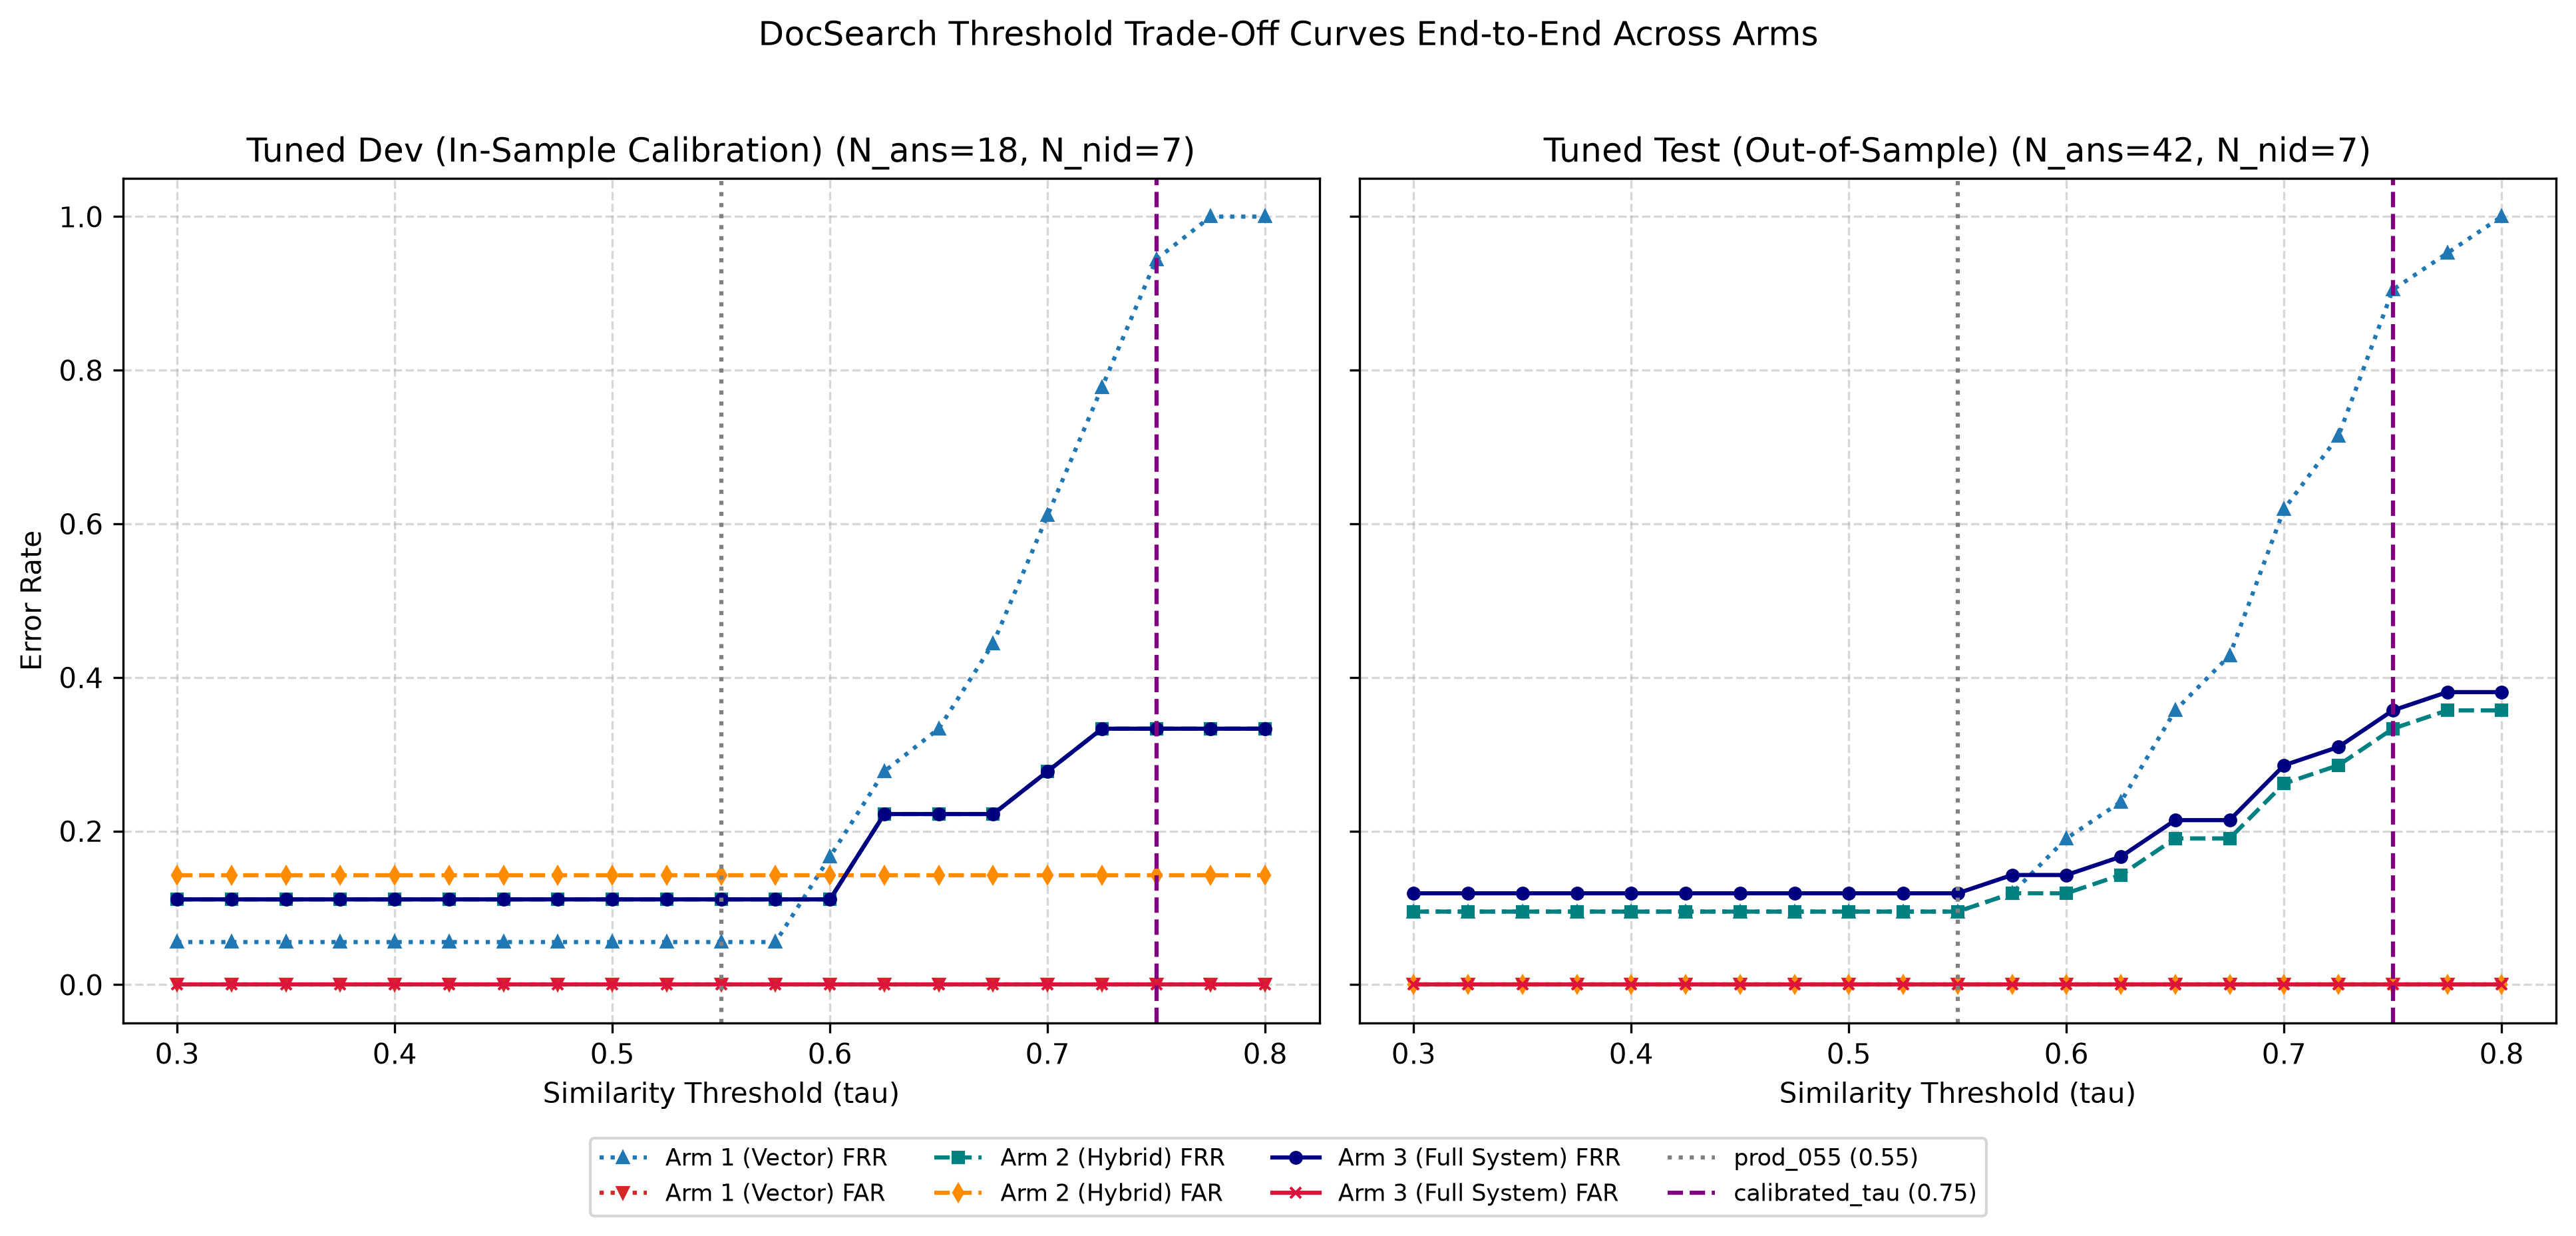 DocSearch Threshold Trade-Off Curves End-to-End Across Arms
Tuned Dev (In-Sample Calibration) (N_ans=18, N_nid=7)
Tuned Test (Out-of-Sample) (N_ans=42, N_nid=7)
Error Rate
1.0
0.8
0.6
0.4
0.2
0.0
0.3 0.4 0.5 0.6 0.7 0.8
0.3 0.4 0.5 0.6 0.7 0.8
Similarity Threshold (tau)
Similarity Threshold (tau)
Arm 1 (Vector) FRR
Arm 1 (Vector) FAR
Arm 2 (Hybrid) FRR
Arm 2 (Hybrid) FAR
Arm 3 (Full System) FRR
Arm 3 (Full System) FAR
prod_055 (0.55)
calibrated_tau (0.75)